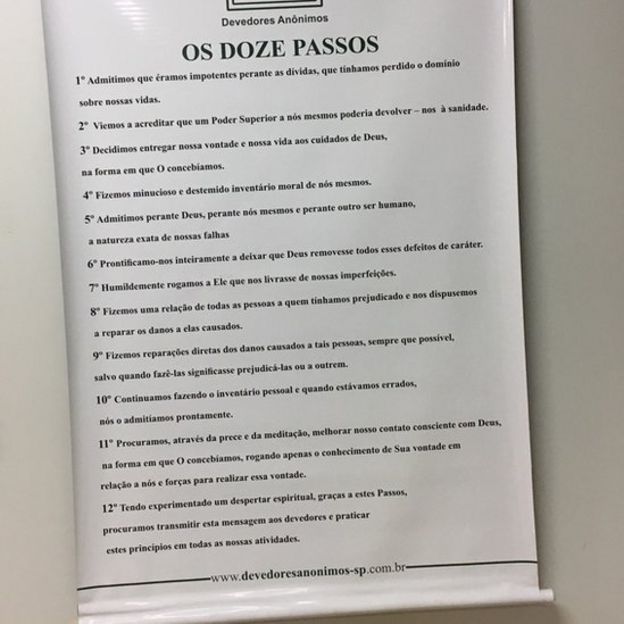 Devedores Anônimos
OS DOZE PASSOS
1º Admitimos que éramos impotentes perante as dívidas, que tínhamos perdido o domínio
sobre nossas vidas.
2º Viemos a acreditar que um Poder Superior a nós mesmos poderia devolver – nos à sanidade.
3º Decidimos entregar nossa vontade e nossa vida aos cuidados de Deus,
na forma em que O concebíamos.
4º Fizemos minucioso e destemido inventário moral de nós mesmos.
5º Admitimos perante Deus, perante nós mesmos e perante outro ser humano,
a natureza exata de nossas falhas
6º Prontificamo-nos inteiramente a deixar que Deus removesse todos esses defeitos de caráter.
7º Humildemente rogamos a Ele que nos livrasse de nossas imperfeições.
8º Fizemos uma relação de todas as pessoas a quem tínhamos prejudicado e nos dispusemos
a reparar os danos a elas causados.
9º Fizemos reparações diretas dos danos causados a tais pessoas, sempre que possível,
salvo quando fazê-las significasse prejudicá-las ou a outrem.
10º Continuamos fazendo o inventário pessoal e quando estávamos errados,
nós o admitíamos prontamente.
11º Procuramos, através da prece e da meditação, melhorar nosso contato consciente com Deus,
na forma em que O concebíamos, rogando apenas o conhecimento de Sua vontade em
relação a nós e forças para realizar essa vontade.
12º Tendo experimentado um despertar espiritual, graças a estes Passos,
procuramos transmitir esta mensagem aos devedores e praticar
estes princípios em todas as nossas atividades.
www.devedoresanonimos-sp.com.br